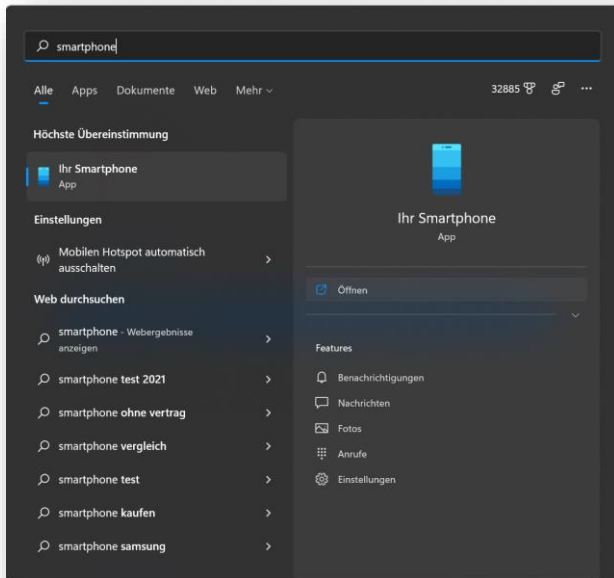 smartphone
Alle Apps Dokumente Web Mehr
32885
Höchste Übereinstimmung
Ihr Smartphone
App
Einstellungen
Mobilen Hotspot automatisch
ausschalten
Web durchsuchen
smartphone - Webergebnisse
anzeigen
smartphone test 2021
smartphone ohne vertrag
smartphone vergleich
smartphone test
smartphone kaufen
smartphone samsung
Ihr Smartphone
App
Öffnen
Features
Benachrichtigungen
Nachrichten
Fotos
Anrufe
Einstellungen